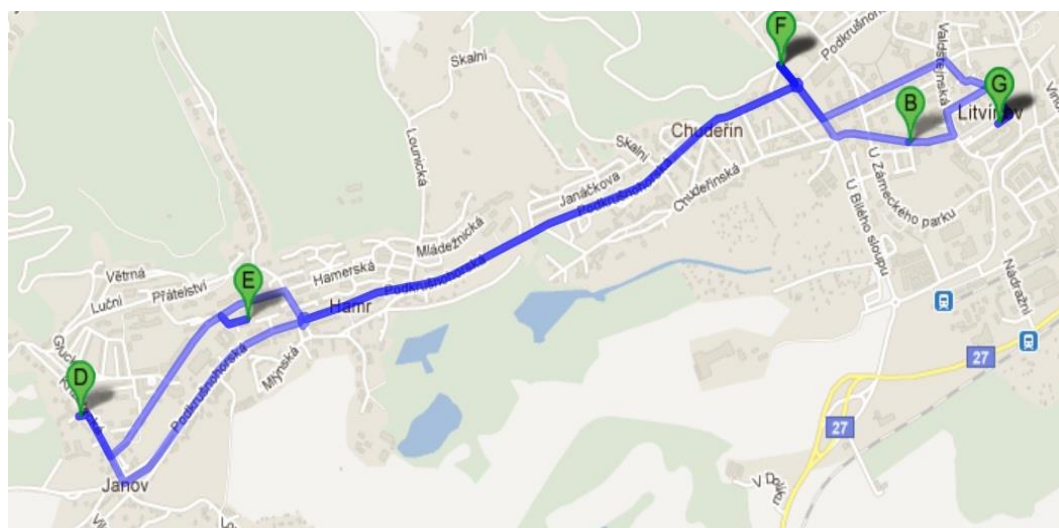 F
Podkrušnohorská
Valdštejnská
Skalní
G
B
Litvínov
Chudeřín
Lounická
Skalní
Janáčkova
Podkrušnohorská
Chudeřínská
U Zámeckého parku
U Bílého sloupu
Mládežnická
Větrná
Hamerská
Luční
Přátelství
E
Podkrušnohorská
Nádražní
Hamr
27
Mlýnská
Podkrušnohorská
D
27
Janov